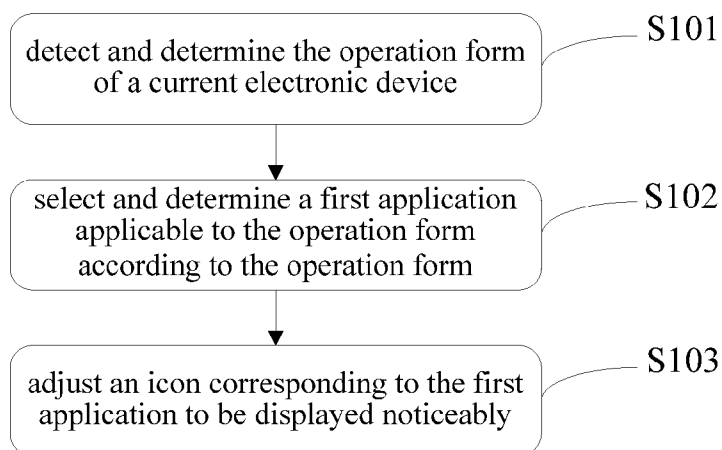 detect and determine the operation form
of a current electronic device
S101
select and determine a first application
applicable to the operation form
according to the operation form
S102
adjust an icon corresponding to the first
application to be displayed noticeably
S103